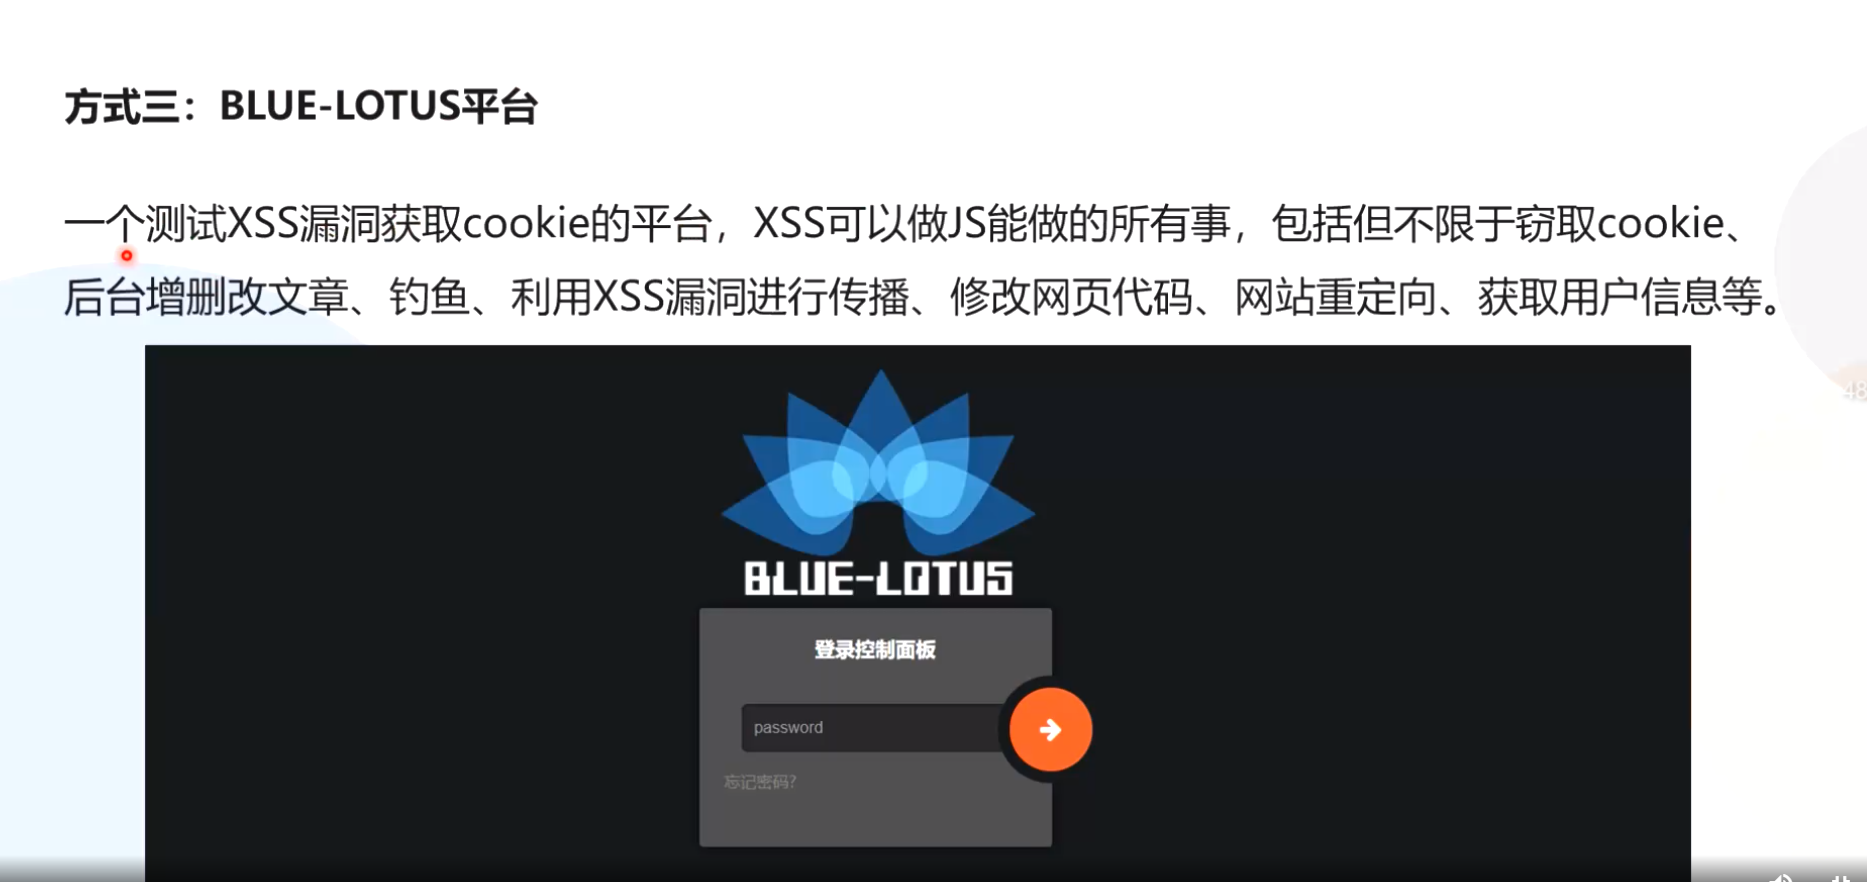 方式三：BLUE-LOTUS平台
一个测试XSS漏洞获取cookie的平台，XSS可以做JS能做的所有事，包括但不限于窃取cookie、
后台增删改文章、钓鱼、利用XSS漏洞进行传播、修改网页代码、网站重定向、获取用户信息等。
48
BLUE-LOTUS
登录控制面板
password
忘记密码?